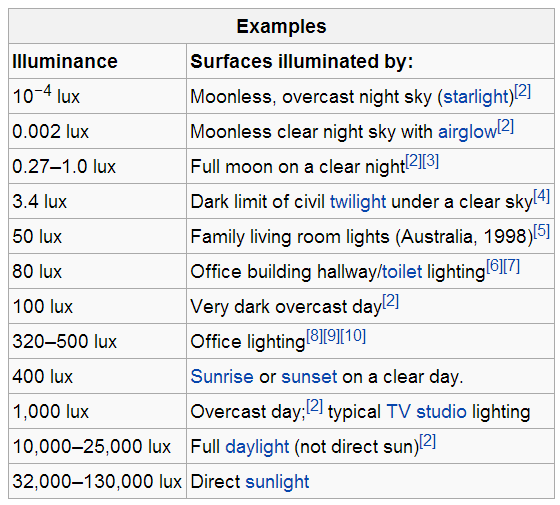 Examples
Illuminance Surfaces illuminated by:
10−4 lux Moonless, overcast night sky (starlight)[2]
0.002 lux Moonless clear night sky with airglow[2]
0.27–1.0 lux Full moon on a clear night[2][3]
3.4 lux Dark limit of civil twilight under a clear sky[4]
50 lux Family living room lights (Australia, 1998)[5]
80 lux Office building hallway/toilet lighting[6][7]
100 lux Very dark overcast day[2]
320–500 lux Office lighting[8][9][10]
400 lux Sunrise or sunset on a clear day.
1,000 lux Overcast day;[2] typical TV studio lighting
10,000–25,000 lux Full daylight (not direct sun)[2]
32,000–130,000 lux Direct sunlight